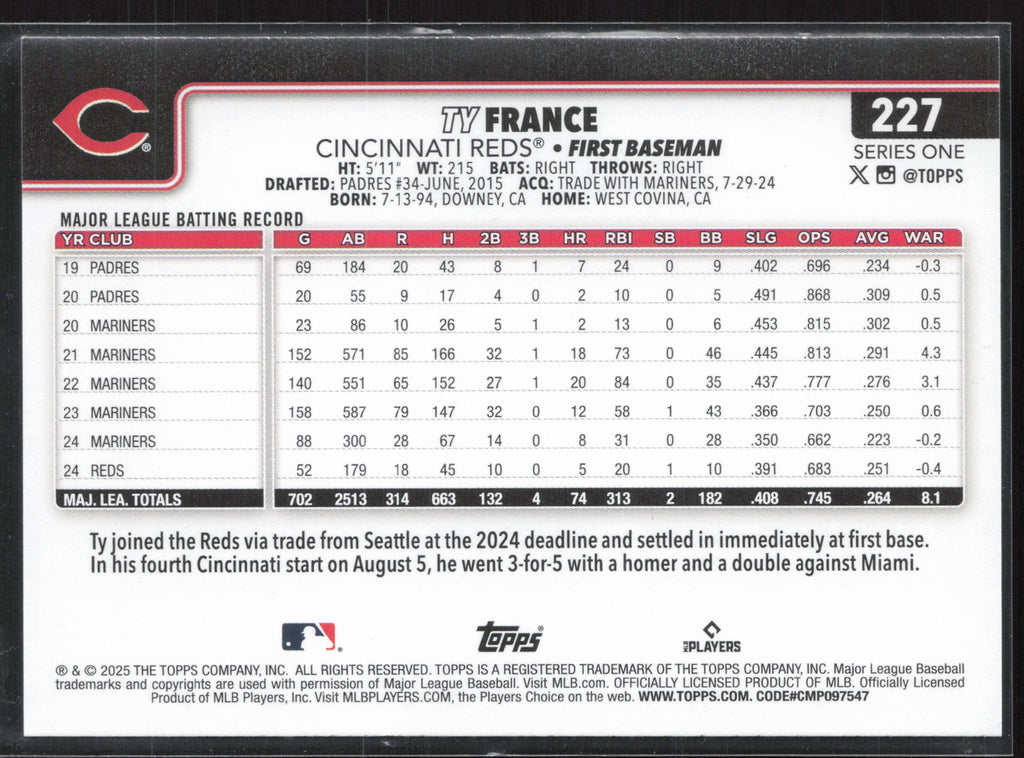 TY FRANCE
227
CINCINNATI REDS® • FIRST BASEMAN
SERIES ONE
HT: 5'11" WT: 215 BATS: RIGHT THROWS: RIGHT
@TOPPS
DRAFTED: PADRES #34-JUNE, 2015 ACQ: TRADE WITH MARINERS, 7-29-24
BORN: 7-13-94, DOWNEY, CA HOME: WEST COVINA, CA
MAJOR LEAGUE BATTING RECORD
YR CLUB G AB R H 2B 3B HR RBI SB BB SLG OPS AVG WAR
19 PADRES 69 184 20 43 8 1 7 24 0 9 .402 .696 .234 -0.3
20 PADRES 20 55 9 17 4 0 2 10 0 5 .491 .868 .309 0.5
20 MARINERS 23 86 10 26 5 1 2 13 0 6 .453 .815 .302 0.5
21 MARINERS 152 571 85 166 32 1 18 73 0 46 .445 .813 .291 4.3
22 MARINERS 140 551 65 152 27 1 20 84 0 35 .437 .777 .276 3.1
23 MARINERS 158 587 79 147 32 0 12 58 1 43 .366 .703 .250 0.6
24 MARINERS 88 300 28 67 14 0 8 31 0 28 .350 .662 .223 -0.2
24 REDS 52 179 18 45 10 0 5 20 1 10 .391 .683 .251 -0.4
MAJ. LEA. TOTALS 702 2513 314 663 132 4 74 313 2 182 .408 .745 .264 8.1
Ty joined the Reds via trade from Seattle at the 2024 deadline and settled in immediately at first base.
In his fourth Cincinnati start on August 5, he went 3-for-5 with a homer and a double against Miami.
TOPPS® MLB PLAYERS
® & © 2025 THE TOPPS COMPANY, INC. ALL RIGHTS RESERVED. TOPPS IS A REGISTERED TRADEMARK OF THE TOPPS COMPANY, INC. Major League Baseball
trademarks and copyrights are used with permission of Major League Baseball. Visit MLB.com. OFFICIALLY LICENSED PRODUCT OF MLB. Officially Licensed
Product of MLB Players, Inc. Visit MLBPLAYERS.COM, the Players Choice on the web. WWW.TOPPS.COM. CODE#CMP097547